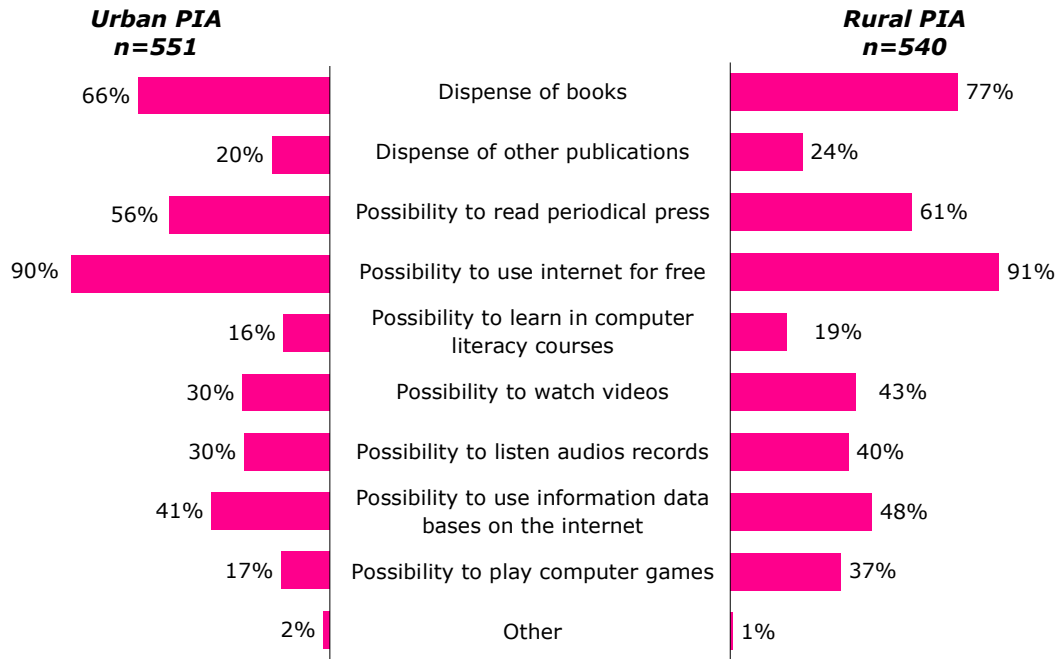 Urban PIA
n=551
Rural PIA
n=540
66%
Dispense of books
77%
20%
Dispense of other publications
24%
56%
Possibility to read periodical press
61%
90%
Possibility to use internet for free
91%
16%
Possibility to learn in computer
literacy courses
19%
30%
Possibility to watch videos
43%
30%
Possibility to listen audios records
40%
41%
Possibility to use information data
bases on the internet
48%
17%
Possibility to play computer games
37%
2%
Other
1%